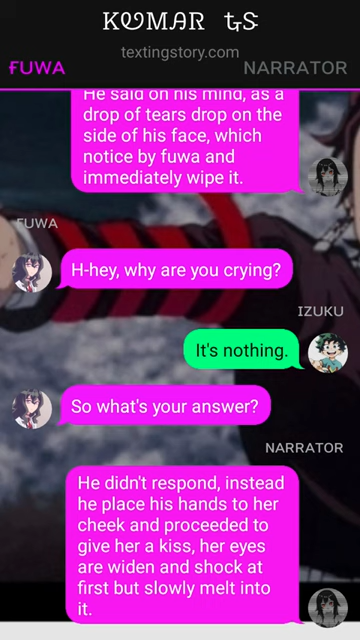 KUMAR TS
textingstory.com
FUWA
NARRATOR
He said on his mind, as a
drop of tears drop on the
side of his face, which
notice by fuwa and
immediately wipe it.
FUWA
H-hey, why are you crying?
IZUKU
It's nothing.
So what's your answer?
NARRATOR
He didn't respond, instead
he place his hands to her
cheek and proceeded to
give her a kiss, her eyes
are widen and shock at
first but slowly melt into
it.